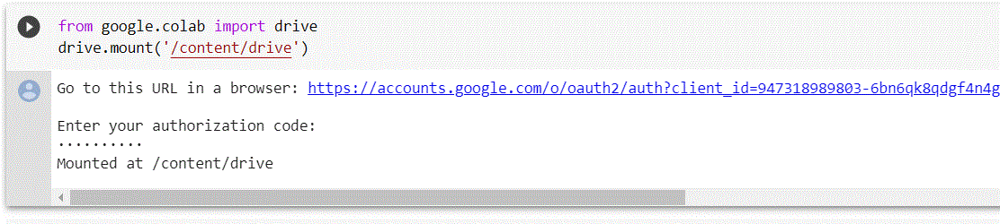 from google.colab import drive
drive.mount('/content/drive')
Go to this URL in a browser: https://accounts.google.com/o/oauth2/auth?client_id=947318989803-6bn6qk8qdgf4n4g
Enter your authorization code:
··········
Mounted at /content/drive